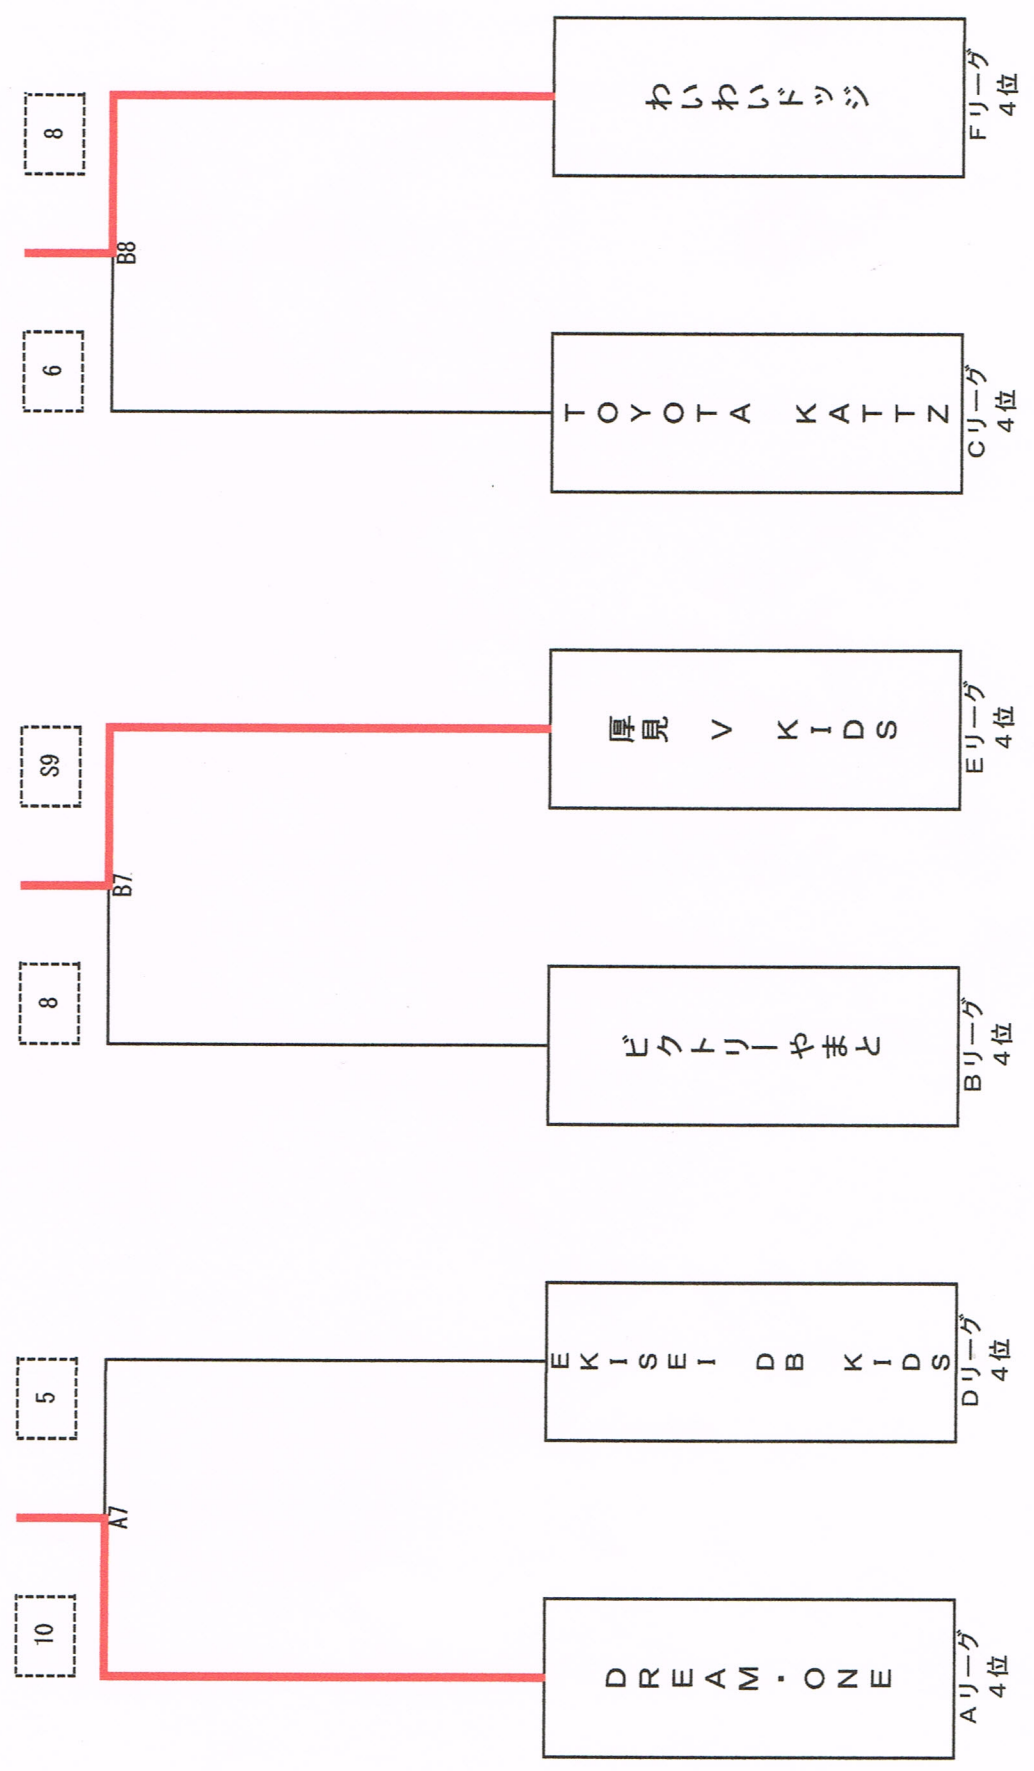 10
5
8
S9
6
8
A7
B7
B8
DREAM・ONE
EKISEI DB KIDS
ビクトリーやまと
厚見 V KIDS
TOYOTA KATTZ
わいわいドッジ
Aリーグ
4位
Dリーグ
4位
Bリーグ
4位
Eリーグ
4位
Cリーグ
4位
Fリーグ
4位